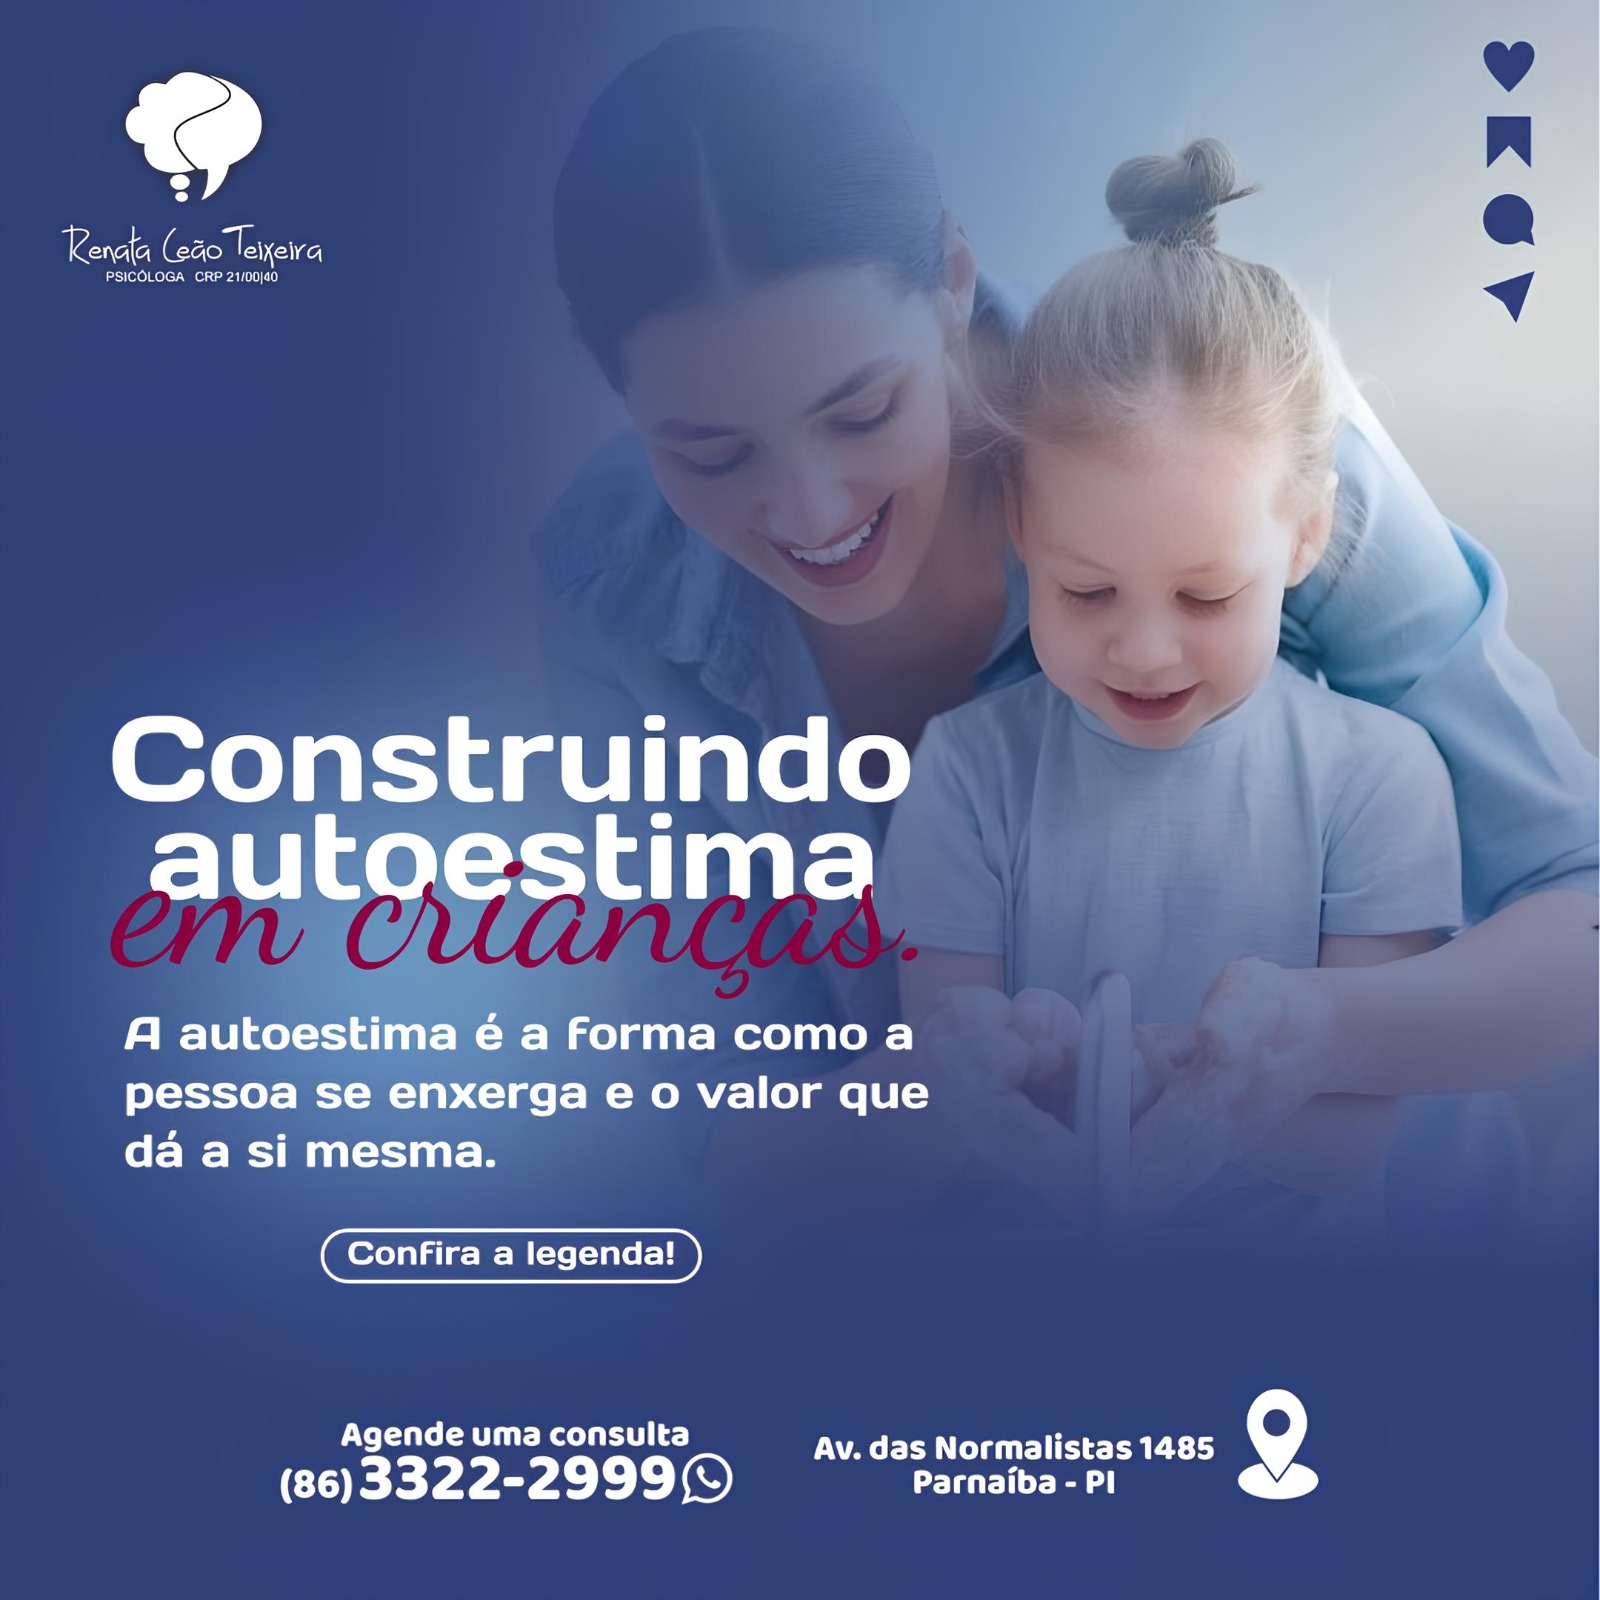 Renata Leão Teixeira
PSICÓLOGA CRP 21/00|40
Construindo
autoestima
em crianças.
A autoestima é a forma como a
pessoa se enxerga e o valor que
dá a si mesma.
Confira a legenda!
Agende uma consulta
(86) 3322-2999
Av. das Normalistas 1485
Parnaíba - PI